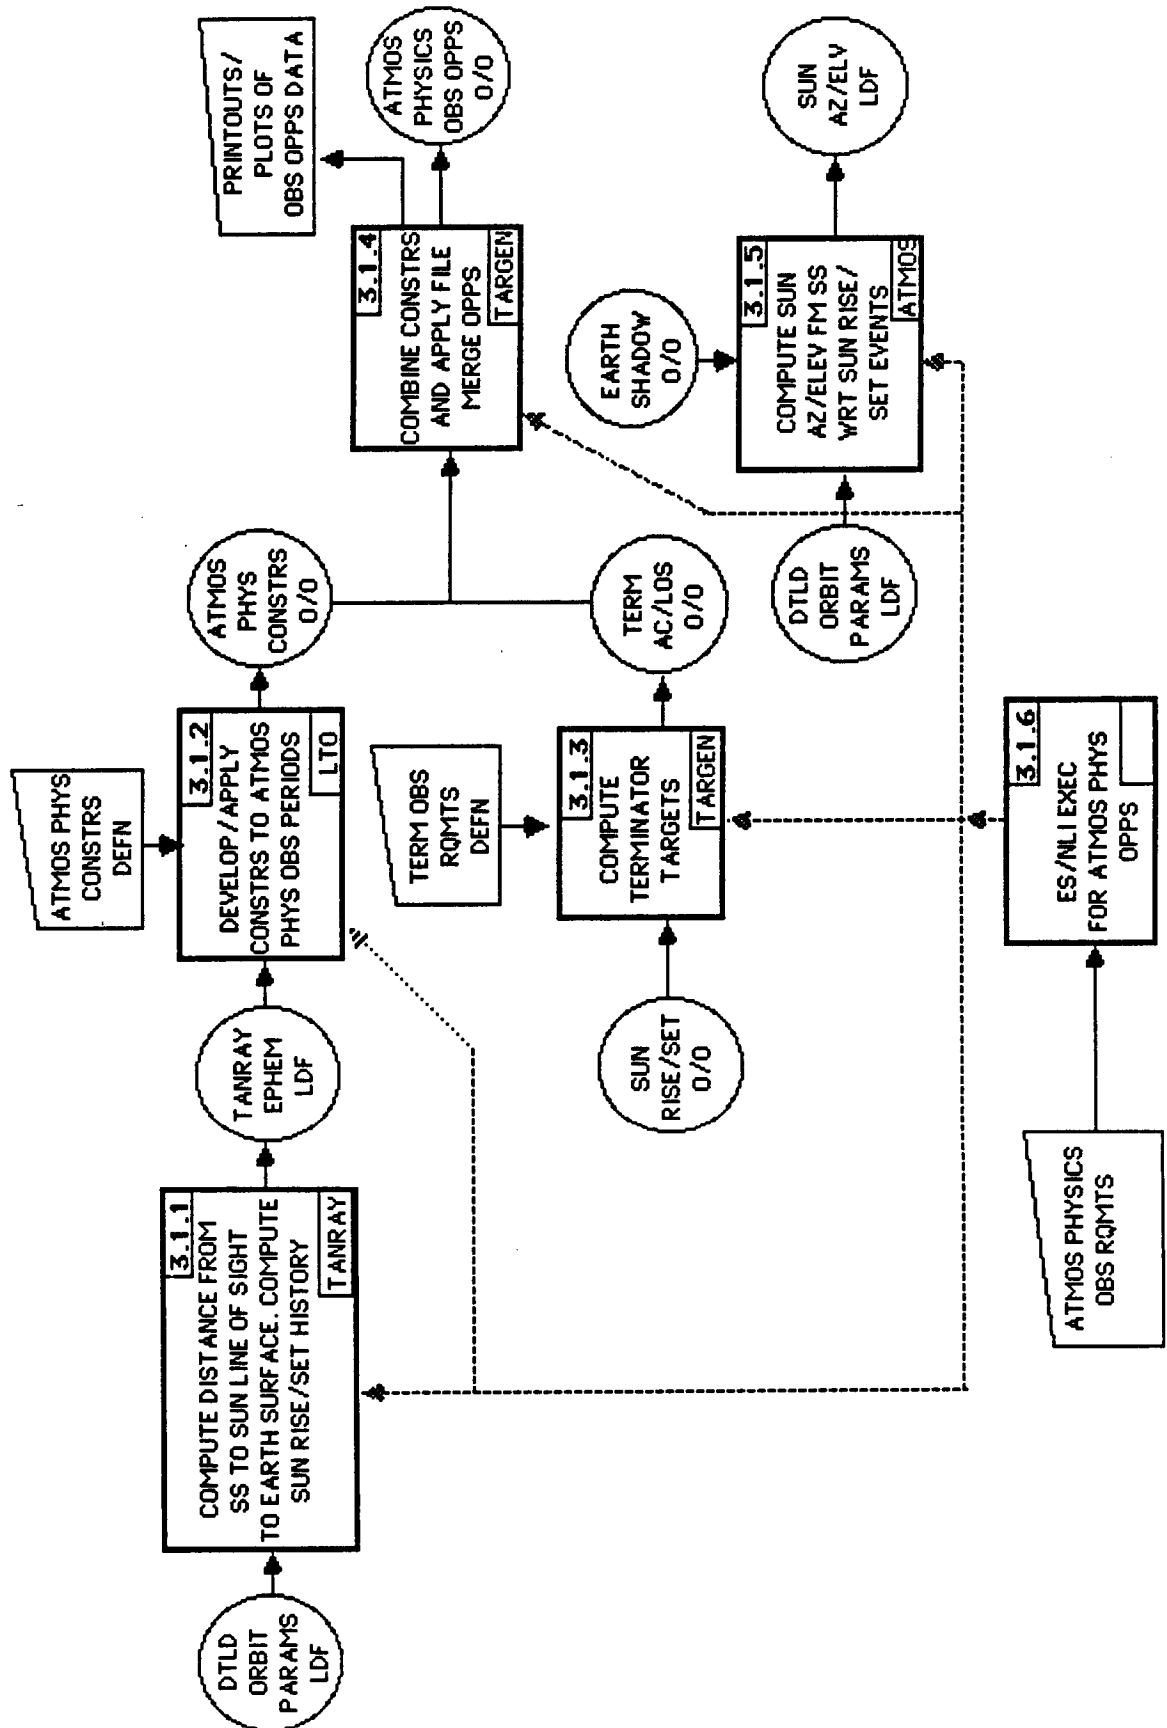 DTLD
ORBIT
PARAMS
LDF
3.1.1
COMPUTE DISTANCE FROM
SS TO SUN LINE OF SIGHT
TO EARTH SURFACE. COMPUTE
SUN RISE/SET HISTORY
TANRAY
TANRAY
EPHEM
LDF
ATMOS PHYS
CONSTRS
DEFN
3.1.2
DEVELOP/APPLY
CONSTRS TO ATMOS
PHYS OBS PERIODS
LTO
ATMOS
PHYS
CONSTRS
O/O
PRINTOUTS/
PLOTS OF
OBS OPPS DATA
3.1.4
COMBINE CONSTRS
AND APPLY FILE
MERGE OPPS
TARGEN
ATMOS
PHYSICS
OBS OPPS
O/O
SUN
RISE/SET
O/O
TERM OBS
RQMTS
DEFN
3.1.3
COMPUTE
TERMINATOR
TARGETS
TARGEN
TERM
AC/LOS
O/O
EARTH
SHADOW
O/O
DTLD
ORBIT
PARAMS
LDF
3.1.5
COMPUTE SUN
AZ/ELEV FM SS
WRT SUN RISE/
SET EVENTS
ATMOS
SUN
AZ/ELV
LDF
ATMOS PHYSICS
OBS RQMTS
3.1.6
ES/NLI EXEC
FOR ATMOS PHYS
OPPS